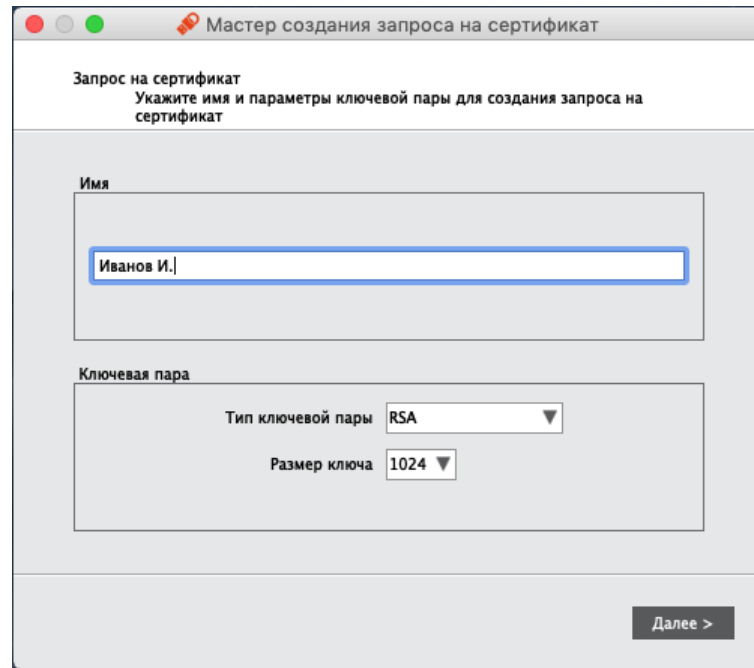 Мастер создания запроса на сертификат
Запрос на сертификат
Укажите имя и параметры ключевой пары для создания запроса на
сертификат
Имя
Иванов И.
Ключевая пара
Тип ключевой пары RSA
Размер ключа 1024
Далее >